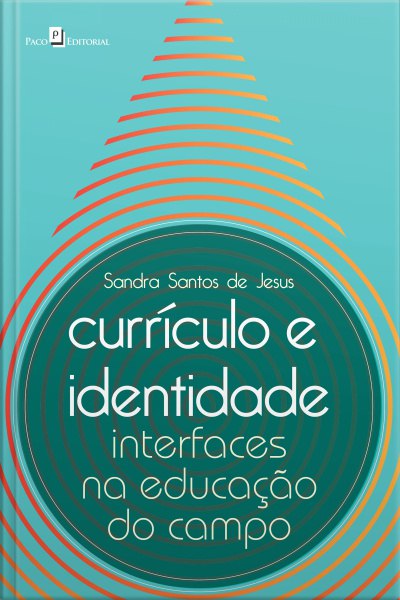 Paco Editorial
Sandra Santos de Jesus
currículo e
identidade
interfaces
na educação
do campo